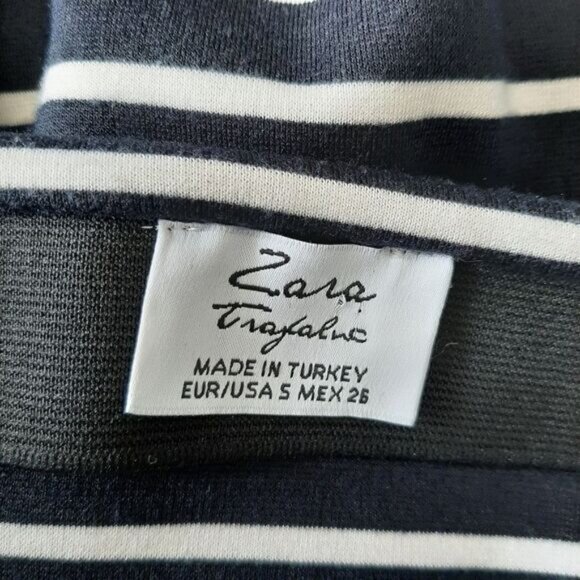 Zara
Trafaluc
MADE IN TURKEY
EUR/USA S MEX 26